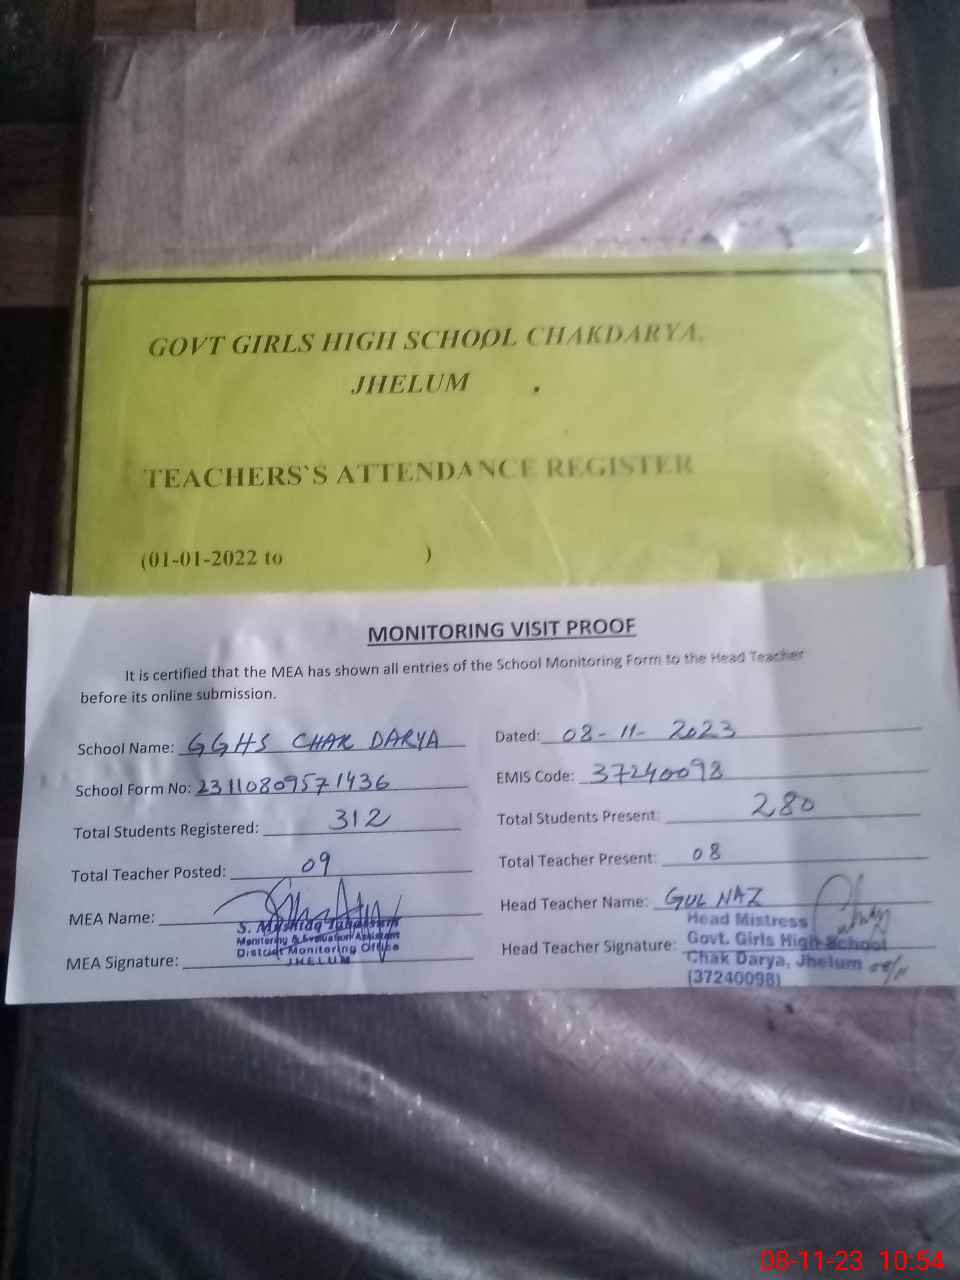 GOVT GIRLS HIGH SCHOOL CHAKDARYA,
JHELUM .
TEACHERS`S ATTENDANCE REGISTER
(01-01-2022 to )
MONITORING VISIT PROOF
It is certified that the MEA has shown all entries of the School Monitoring Form to the Head Teacher
before its online submission.
School Name: GGHS CHAK DARYA Dated: 08-11-2023
School Form No: 23110809571436 EMIS Code: 37240098
Total Students Registered: 312 Total Students Present: 280
Total Teacher Posted: 09 Total Teacher Present: 08
MEA Name: Head Teacher Name: GUL NAZ
S. Mushtaq
Monitoring & Evaluation Assistant
District Monitoring Office
JHELUM
MEA Signature: Head Teacher Signature:
Head Mistress
Govt. Girls High School
Chak Darya, Jhelum 08/11
(37240098)
08-11-23 10:54